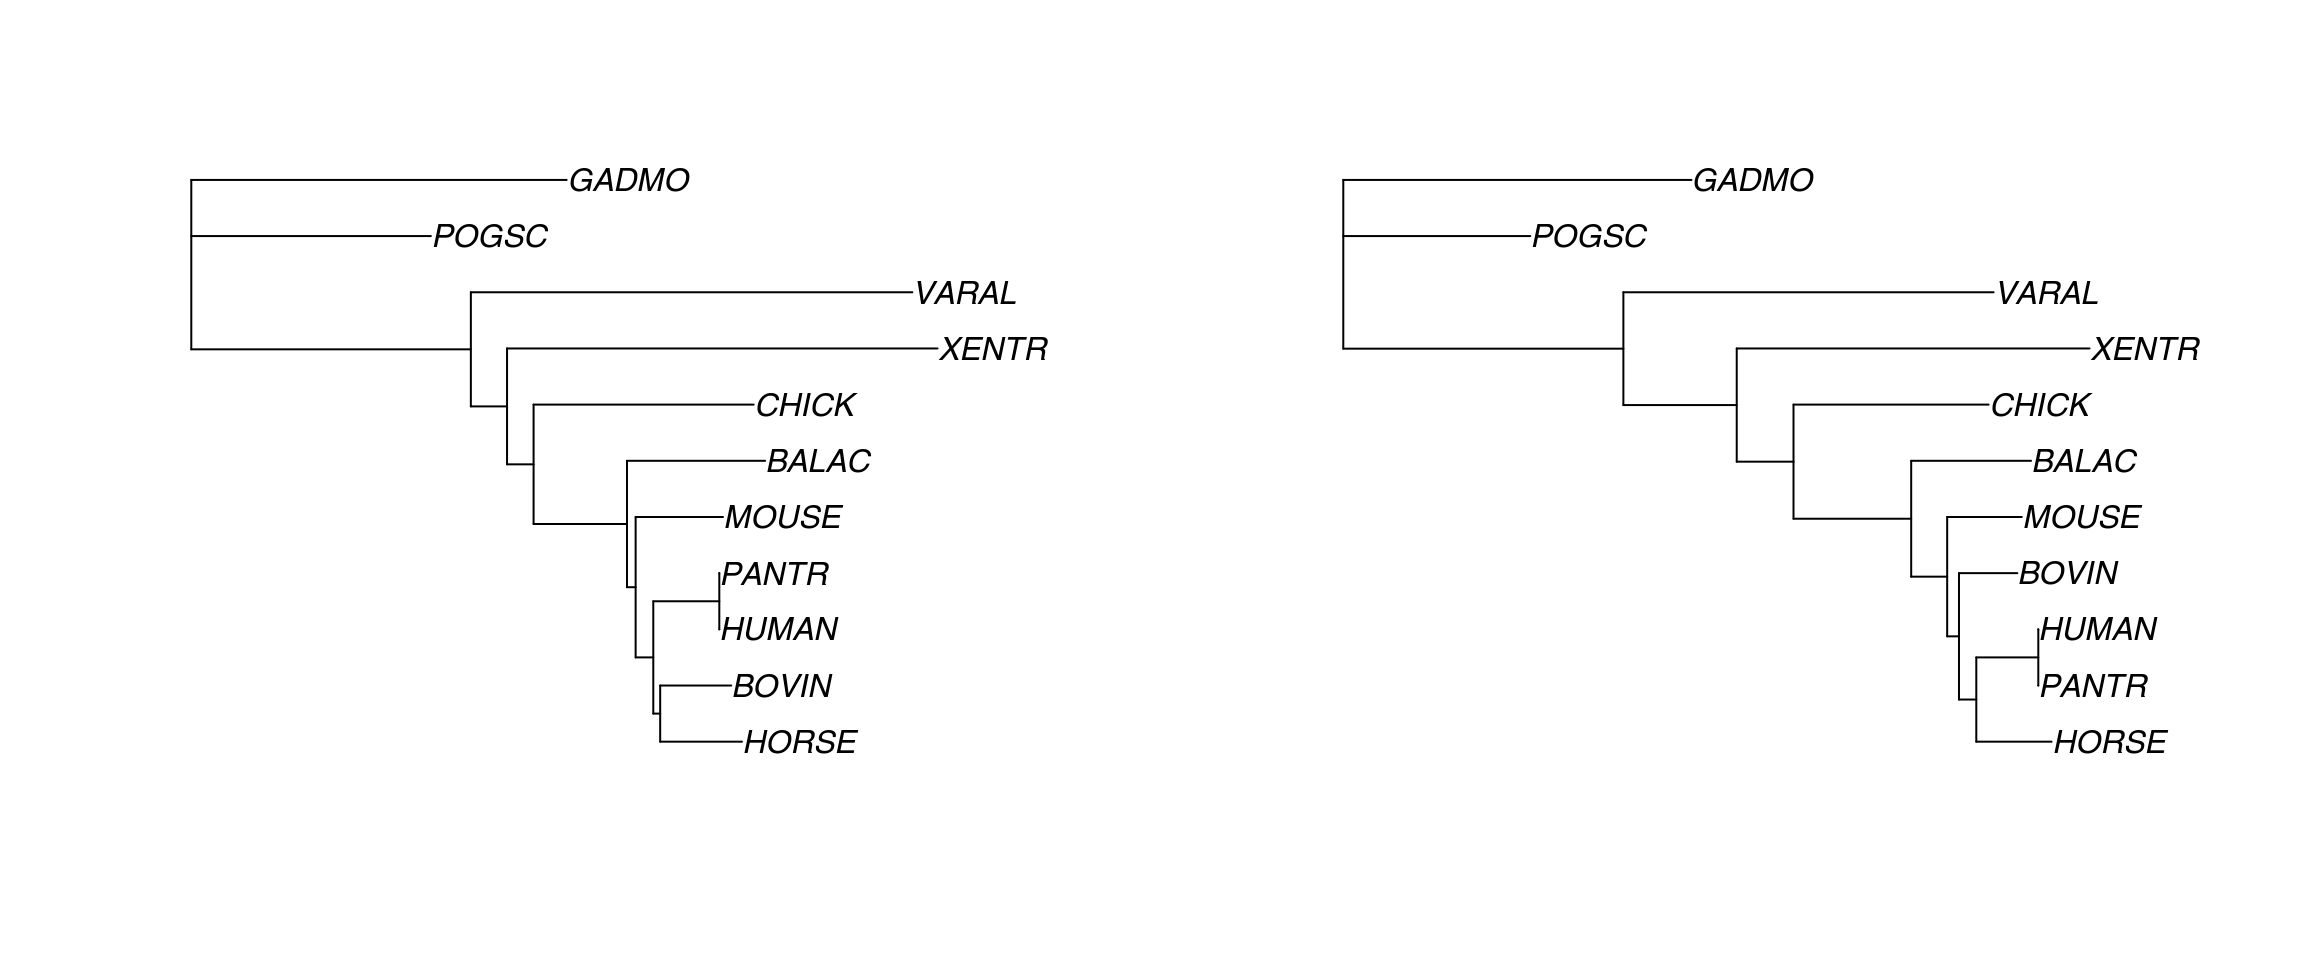 GADMO
POGSC
VARAL
XENTR
CHICK
BALAC
MOUSE
PANTR
HUMAN
BOVIN
HORSE
GADMO
POGSC
VARAL
XENTR
CHICK
BALAC
MOUSE
BOVIN
HUMAN
PANTR
HORSE